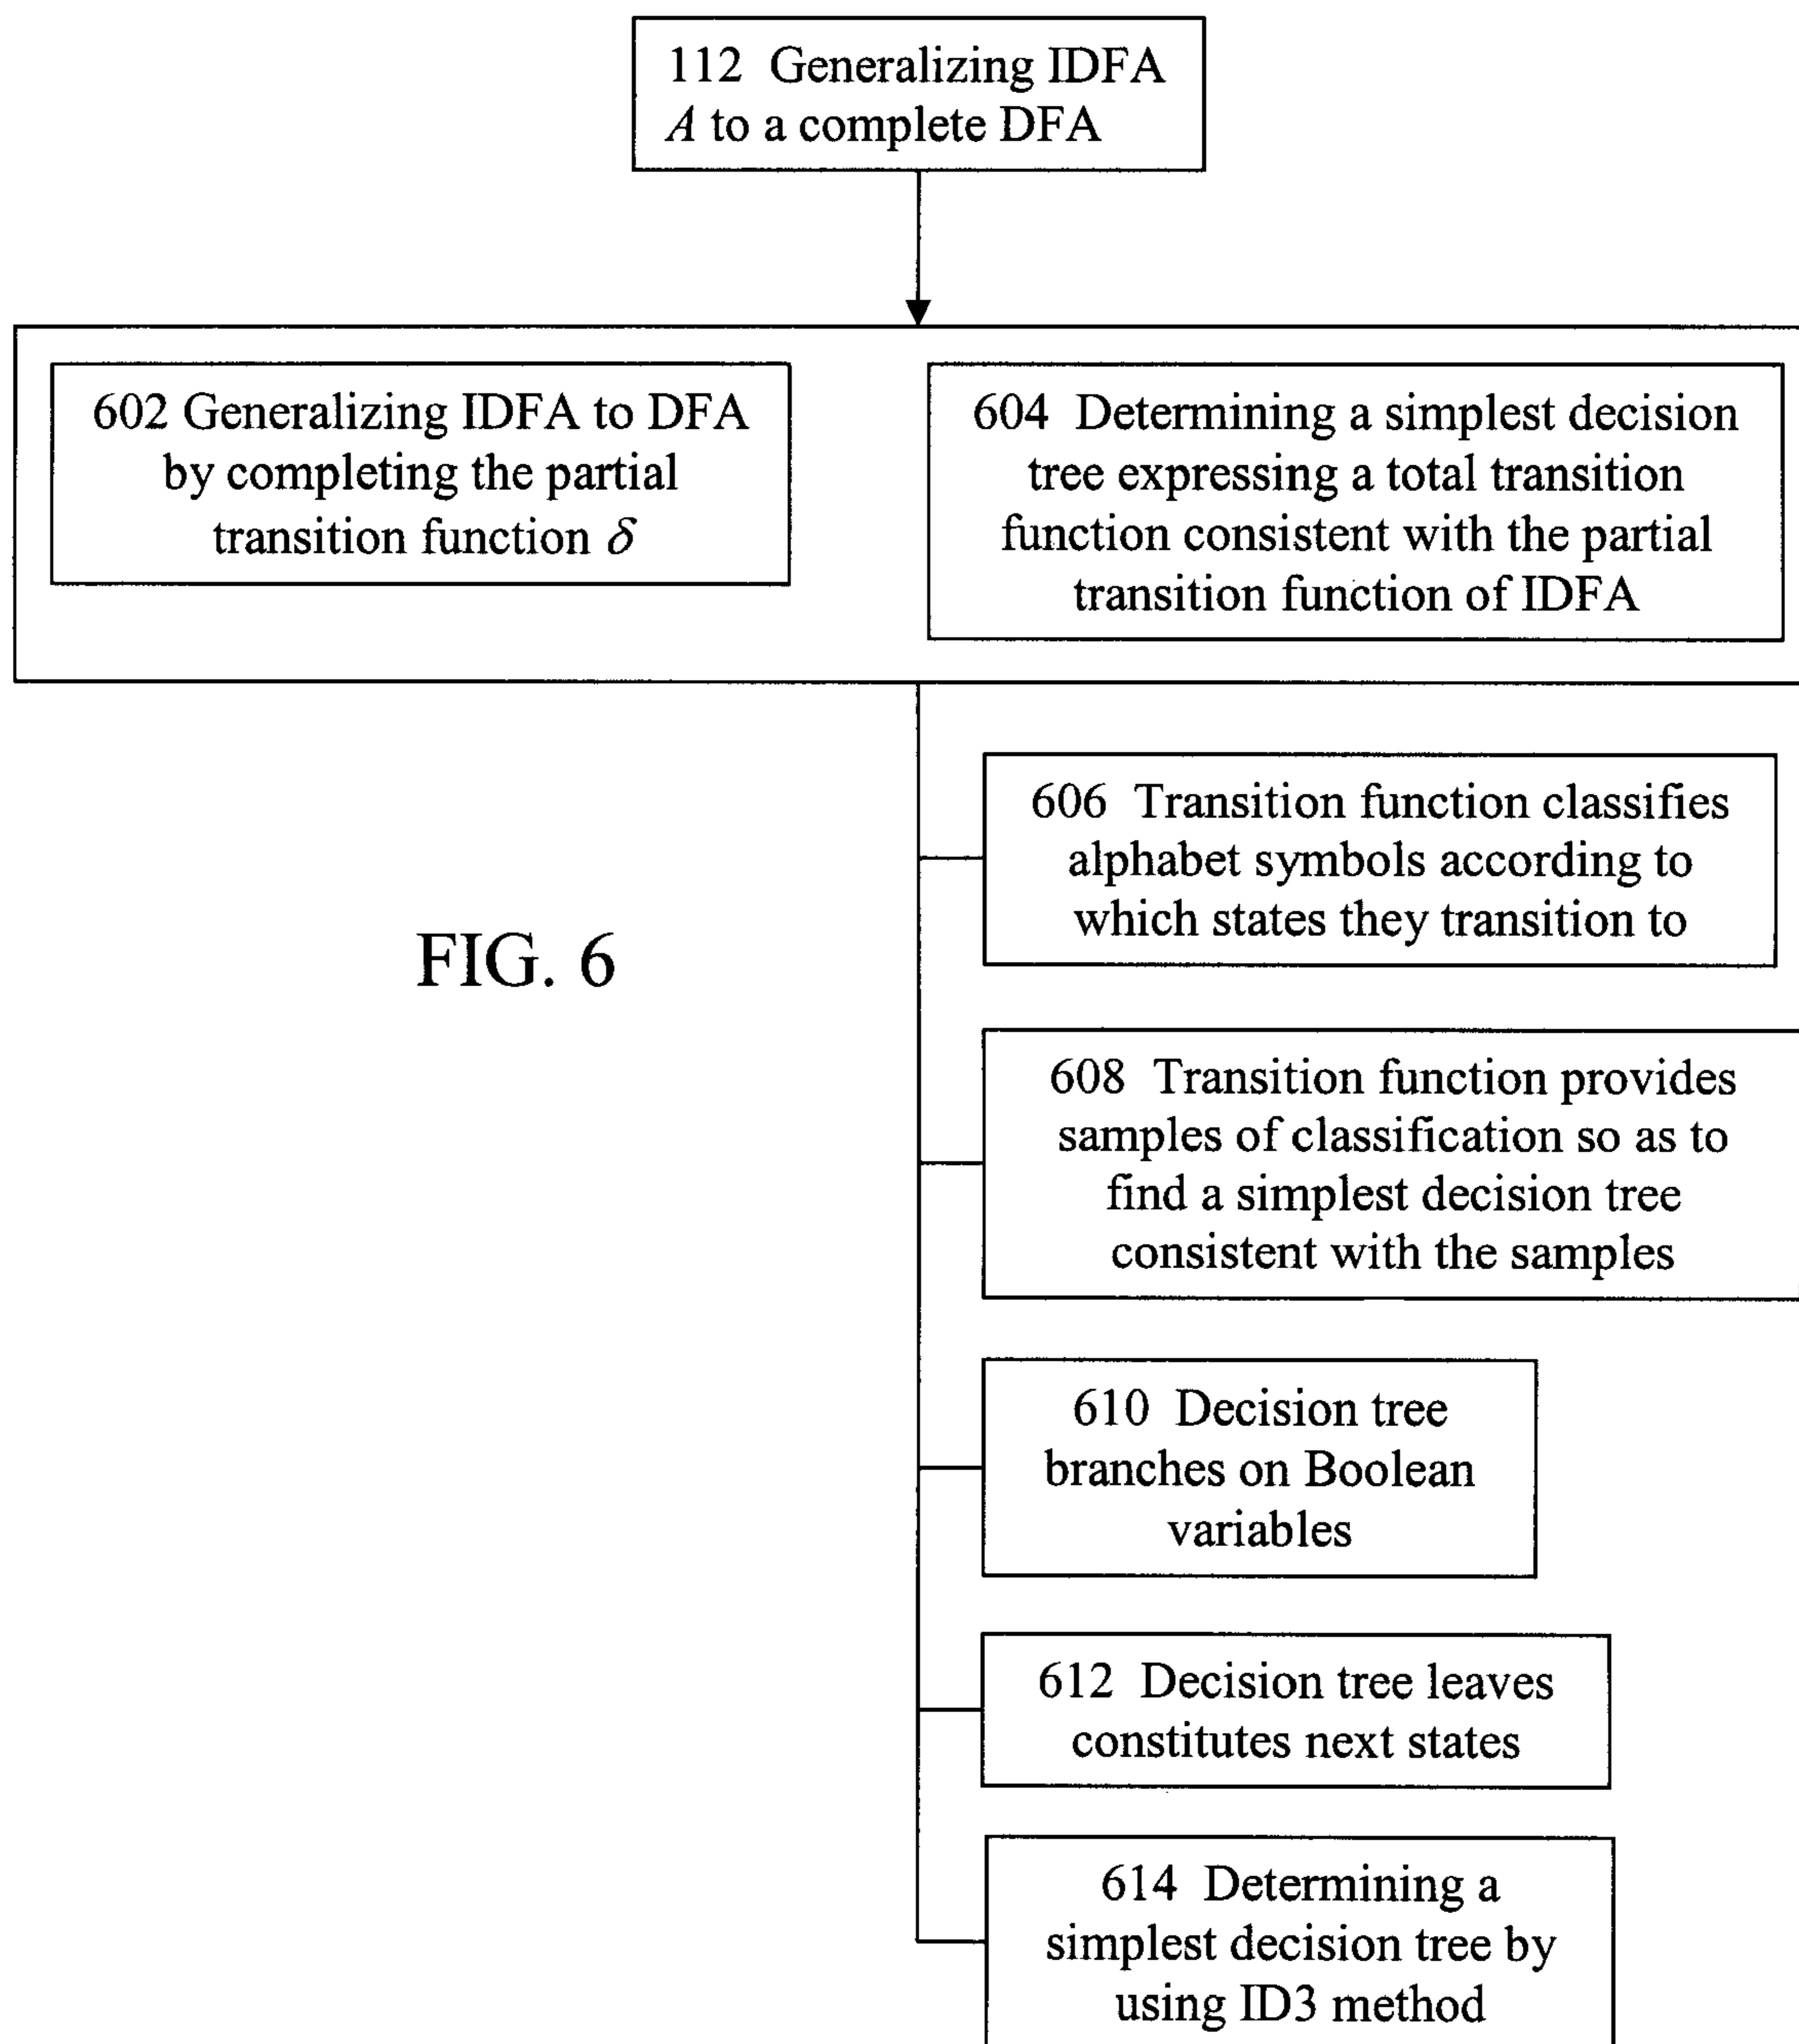 112 Generalizing IDFA
A to a complete DFA
602 Generalizing IDFA to DFA
by completing the partial
transition function δ
604 Determining a simplest decision
tree expressing a total transition
function consistent with the partial
transition function of IDFA
606 Transition function classifies
alphabet symbols according to
which states they transition to
FIG. 6
608 Transition function provides
samples of classification so as to
find a simplest decision tree
consistent with the samples
610 Decision tree
branches on Boolean
variables
612 Decision tree leaves
constitutes next states
614 Determining a
simplest decision tree by
using ID3 method